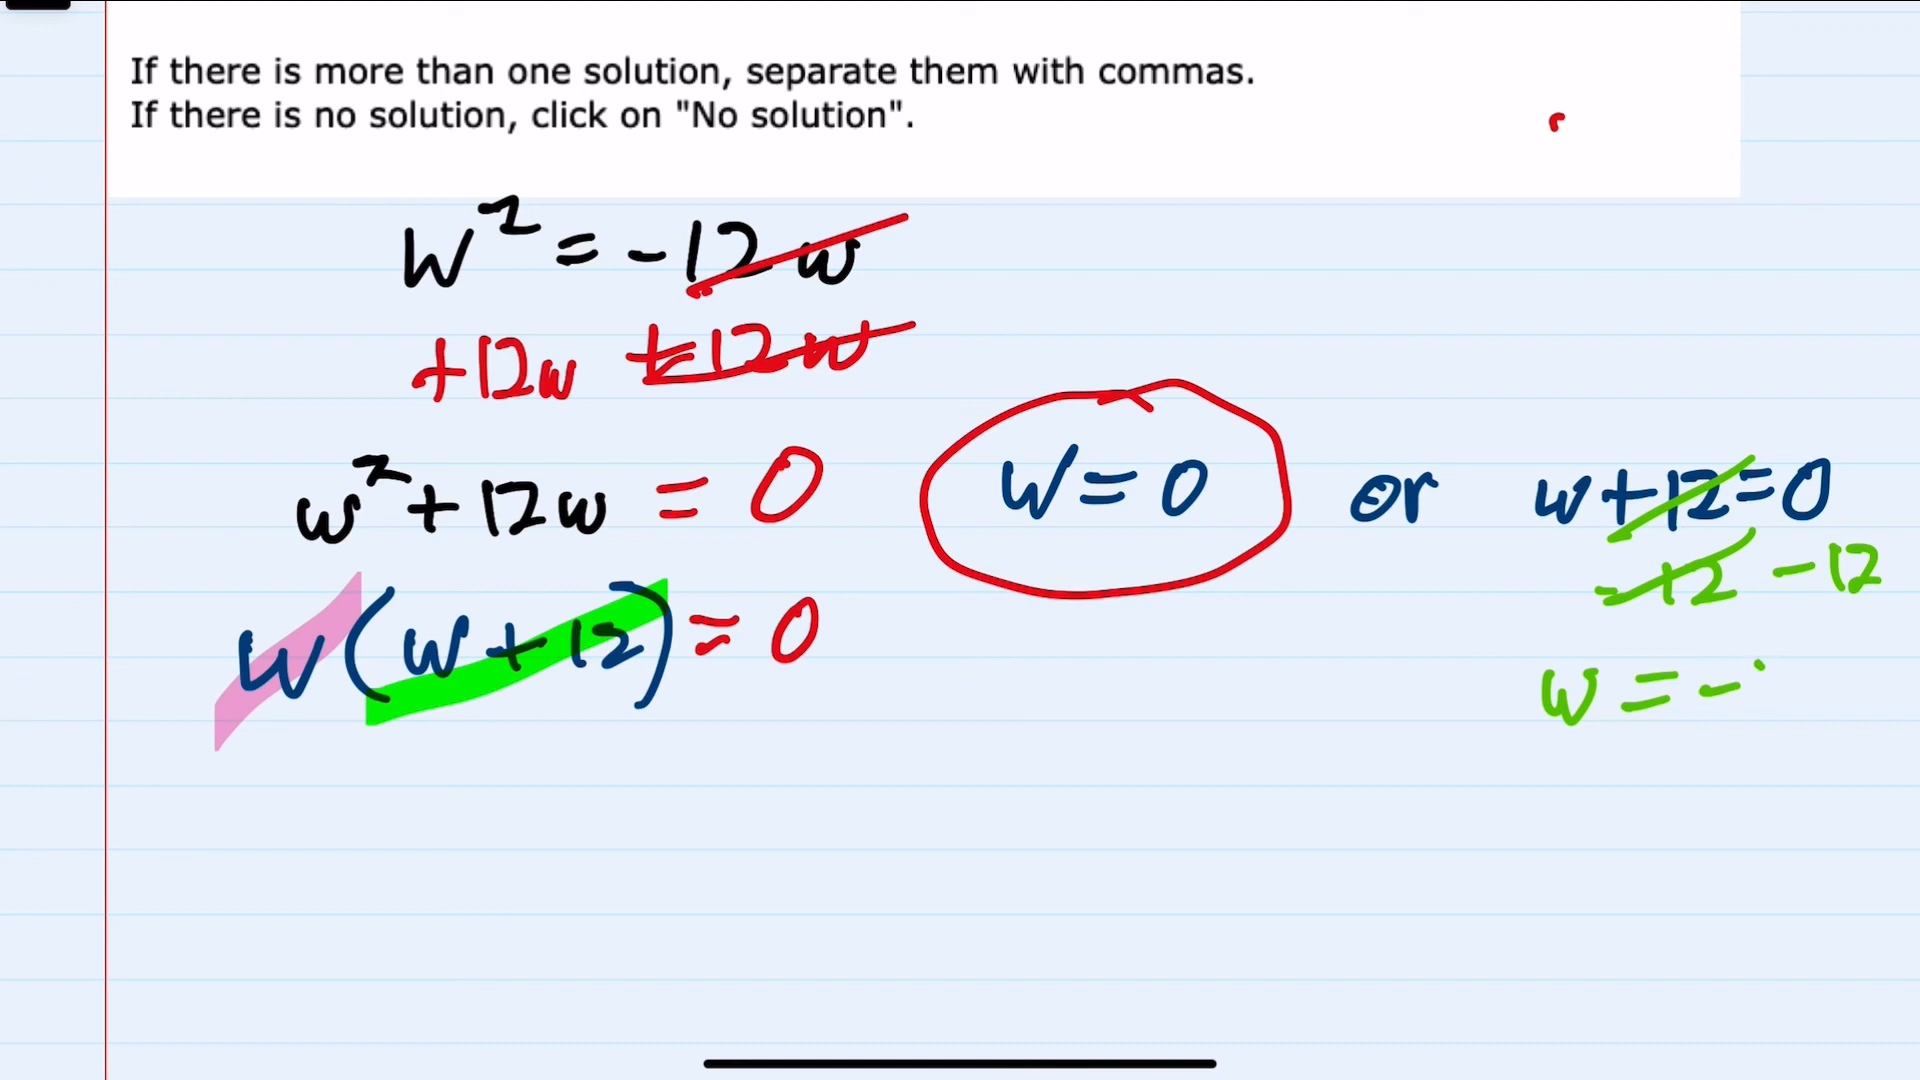 If there is more than one solution, separate them with commas.
If there is no solution, click on "No solution".
w² = -12w
+12w +12w
w² + 12w = 0
w(w+12) = 0
w = 0 or w+12=0
-12 -12
w = -